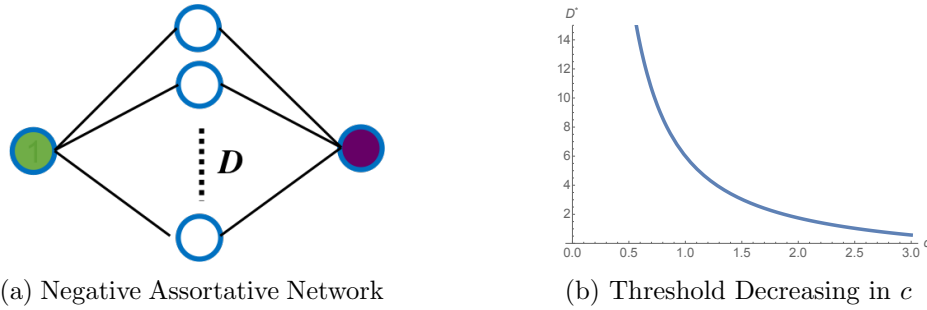 1
D
(a) Negative Assortative Network
D*
14
12
10
8
6
4
2
0.0 0.5 1.0 1.5 2.0 2.5 3.0
c
(b) Threshold Decreasing in c